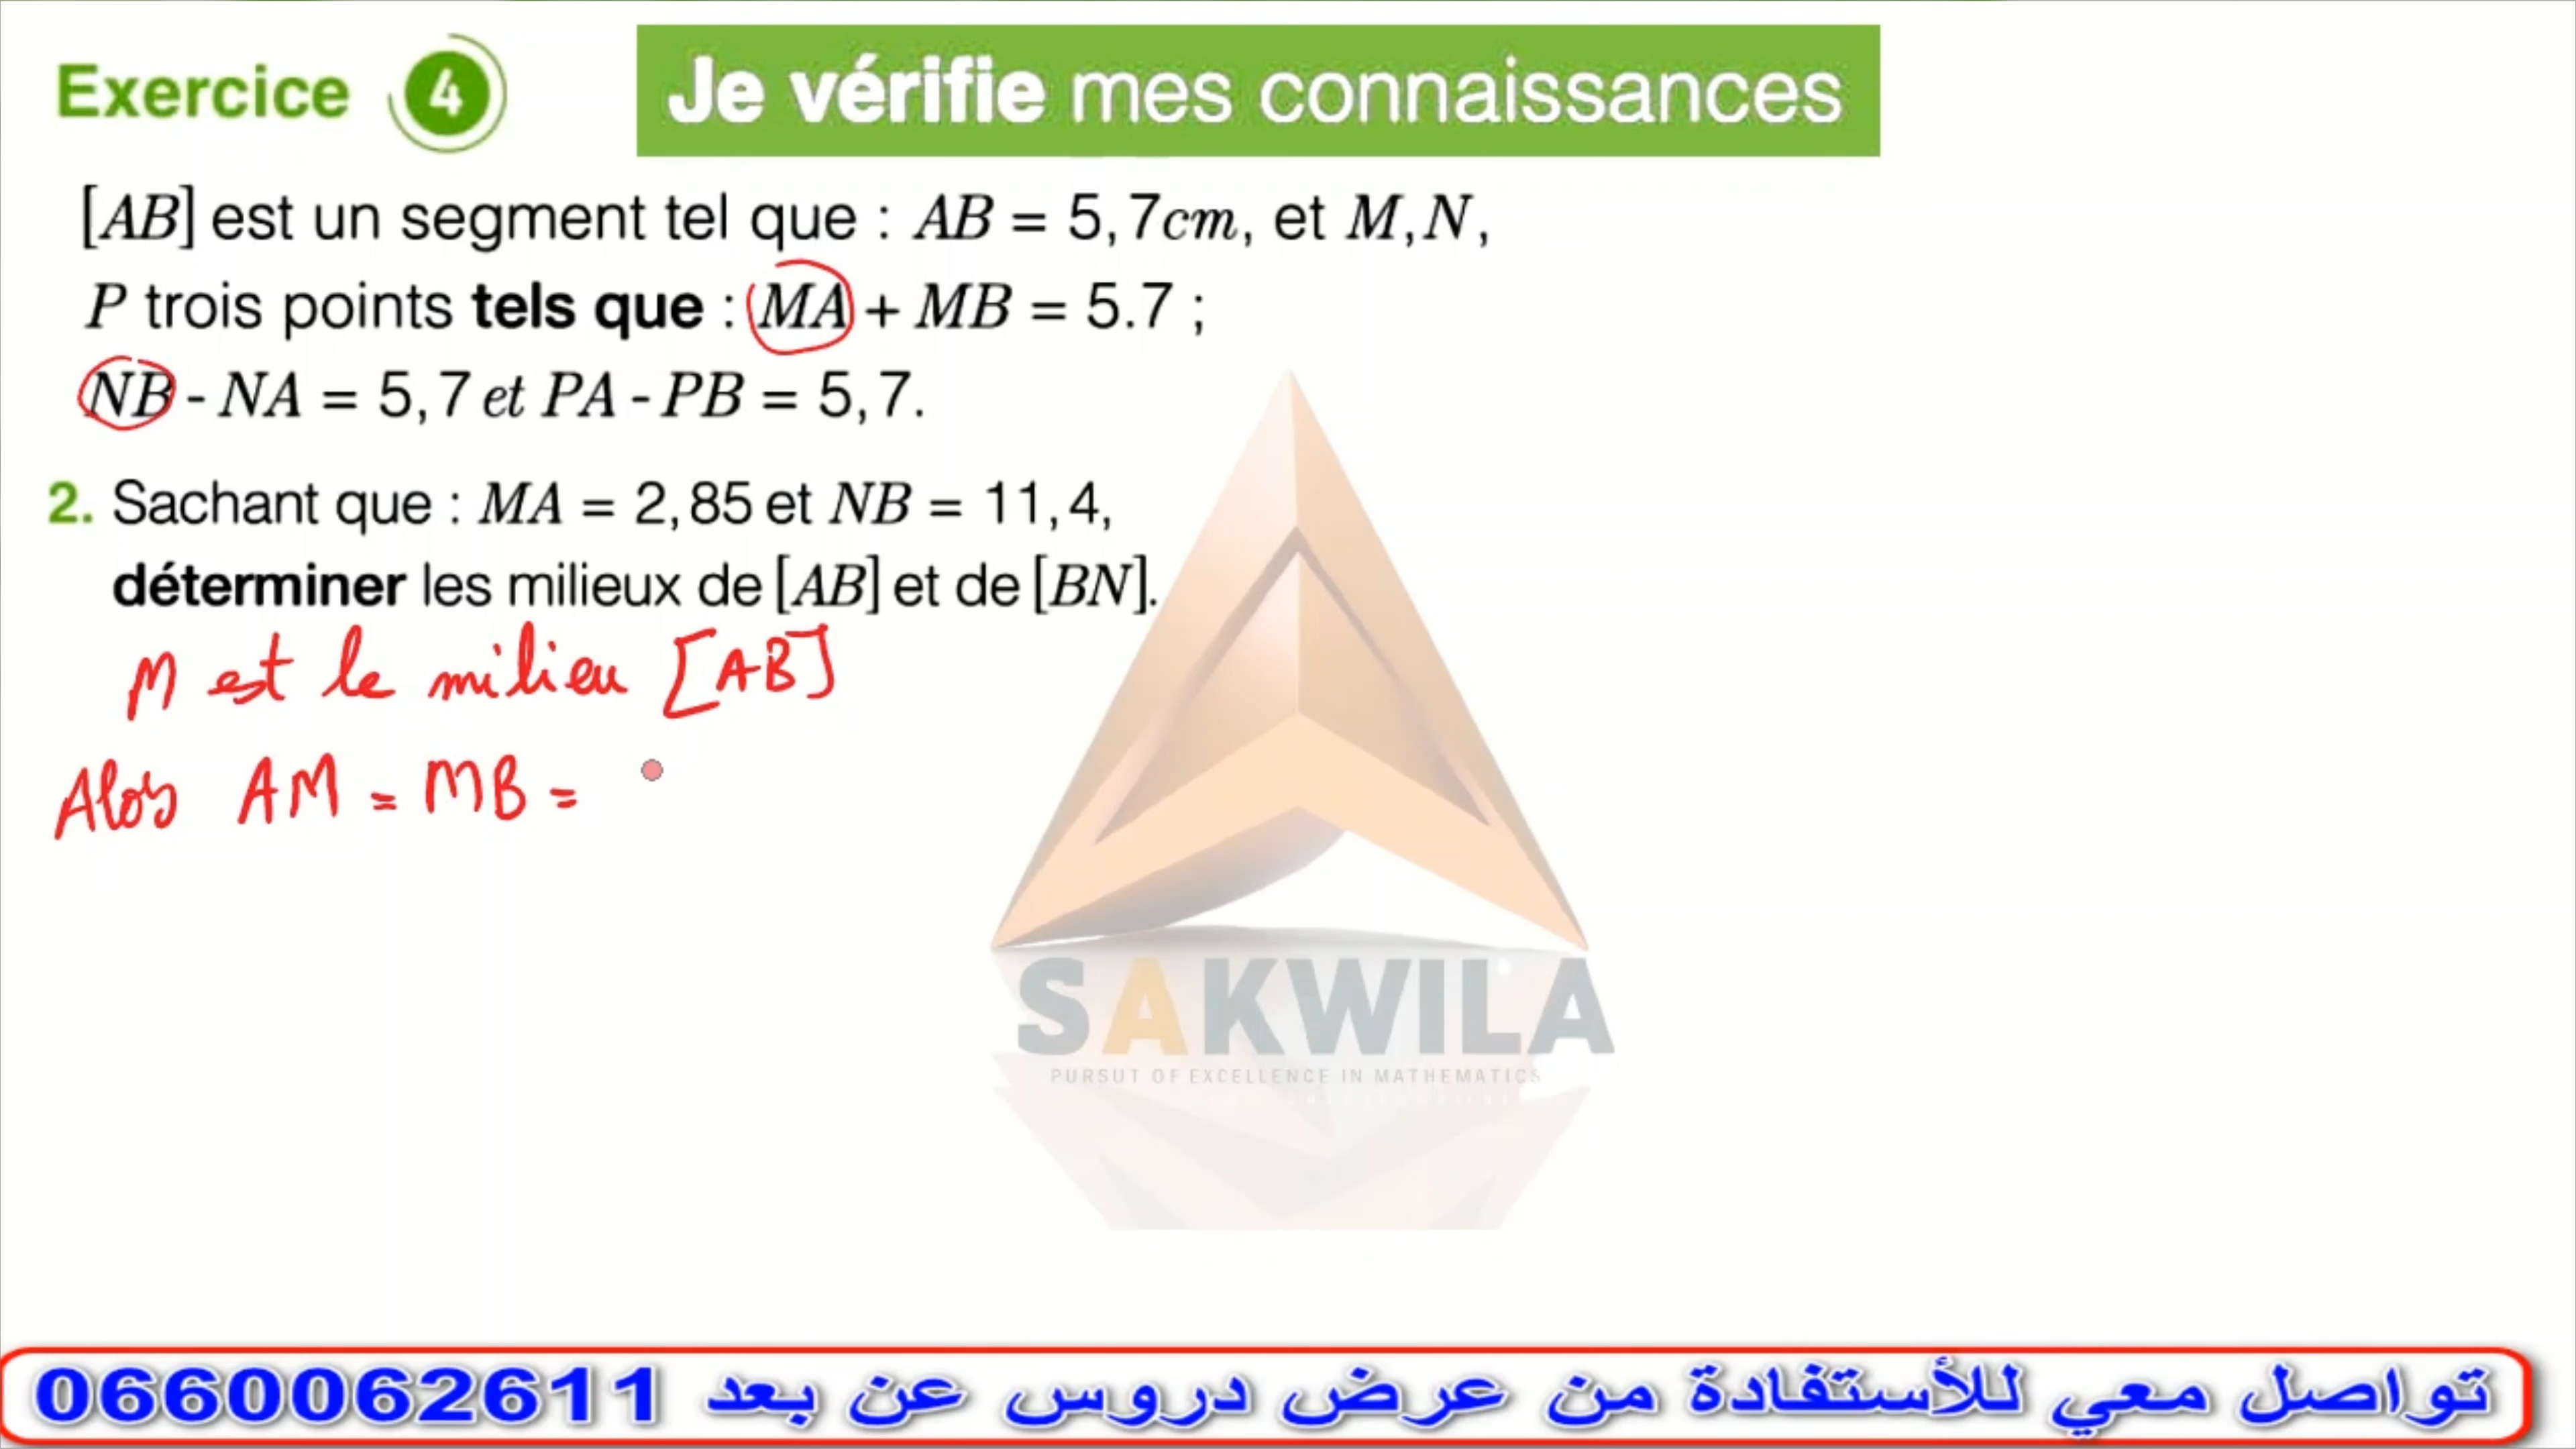 Exercice 4
Je vérifie mes connaissances
[AB] est un segment tel que : AB = 5,7cm, et M,N,
P trois points tels que : MA + MB = 5.7 ;
NB - NA = 5,7 et PA - PB = 5,7.
2. Sachant que : MA = 2,85 et NB = 11,4,
déterminer les milieux de [AB] et de [BN].
M est le milieu [AB]
Alors AM = MB =
SAKWILA
PURSUT OF EXCELLENCE IN MATHEMATICS
تواصل معي للأستفادة من عرض دروس عن بعد 0660062611